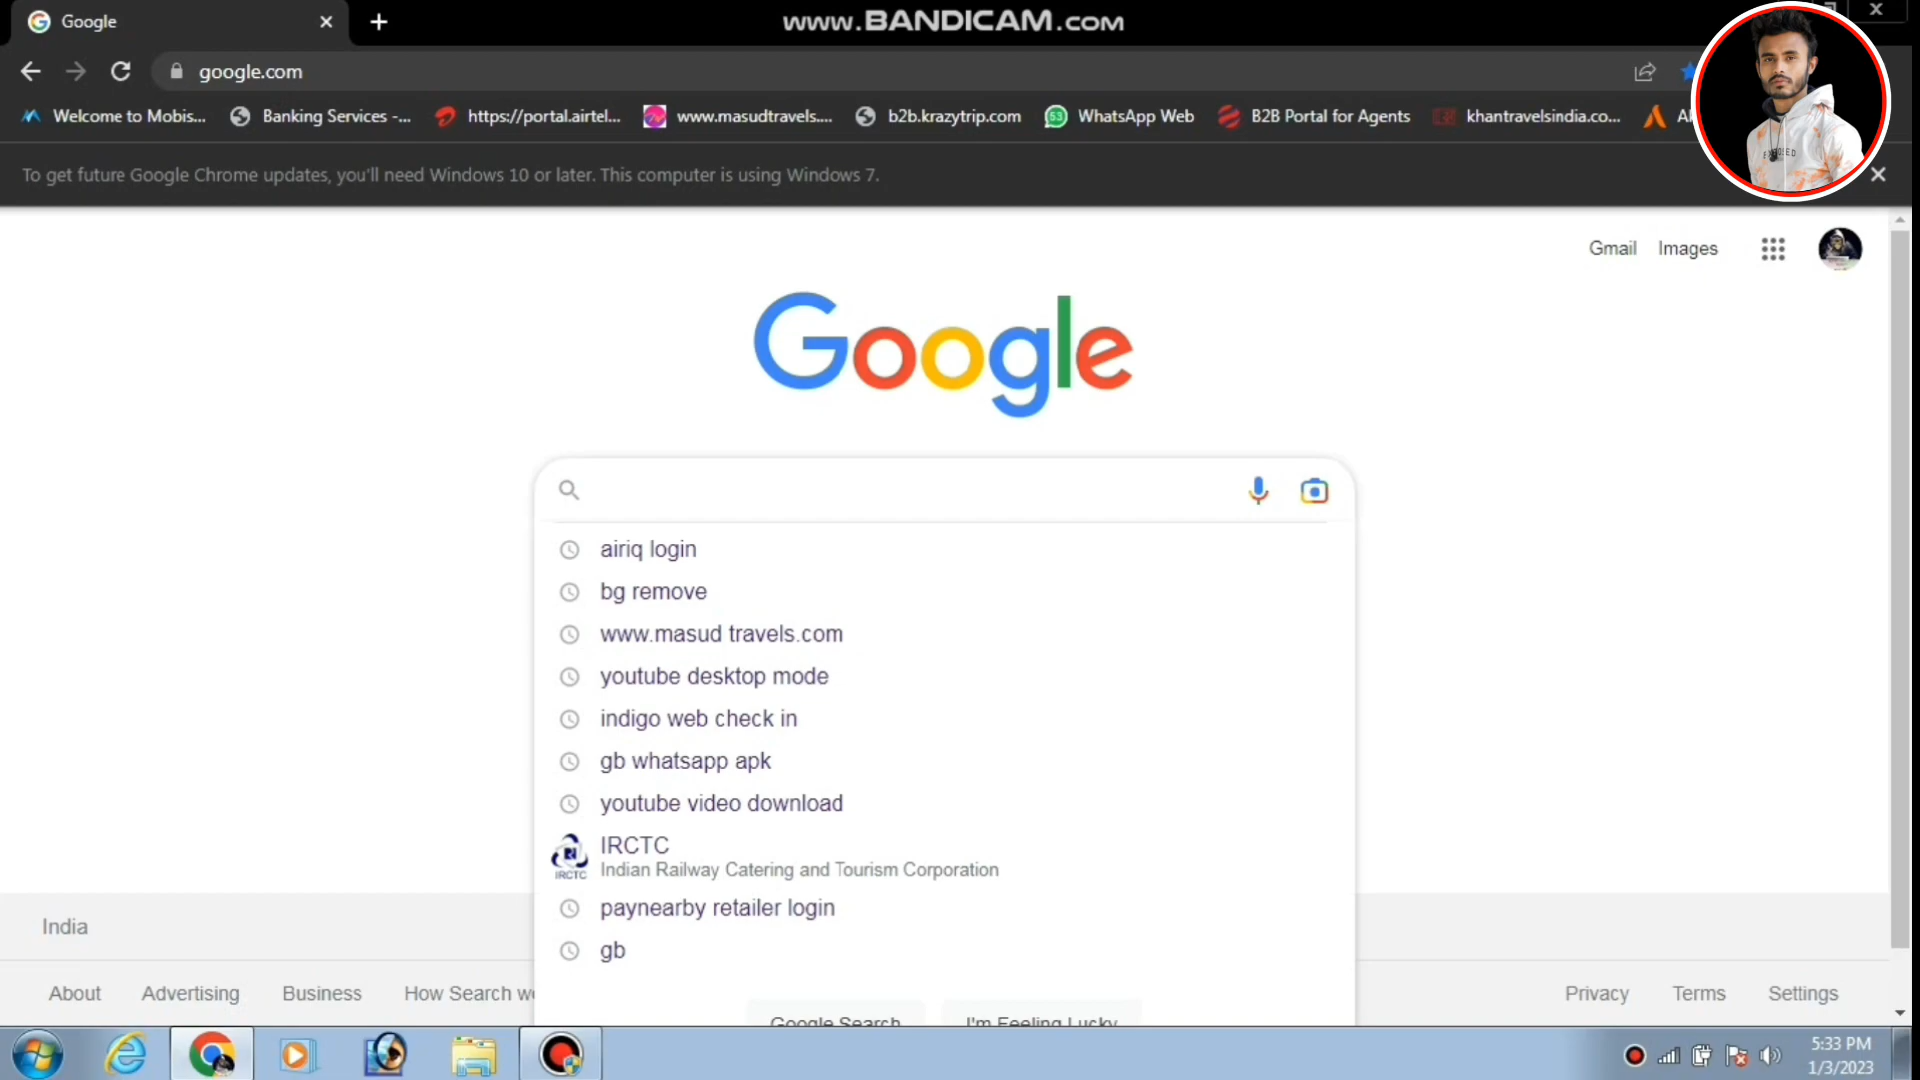 Google
www.BANDICAM.com
google.com
Welcome to Mobis...
Banking Services -...
https://portal.airtel...
www.masudtravels....
b2b.krazytrip.com
53
WhatsApp Web
B2B Portal for Agents
khantravelsindia.co...
To get future Google Chrome updates, you'll need Windows 10 or later. This computer is using Windows 7.
Gmail
Images
Google
airiq login
bg remove
www.masud travels.com
youtube desktop mode
indigo web check in
gb whatsapp apk
youtube video download
IRCTC
IRCTC
Indian Railway Catering and Tourism Corporation
paynearby retailer login
gb
India
Google Search
I'm Feeling Lucky
About
Advertising
Business
How Search
Privacy
Terms
Settings
5:33 PM
1/3/2023